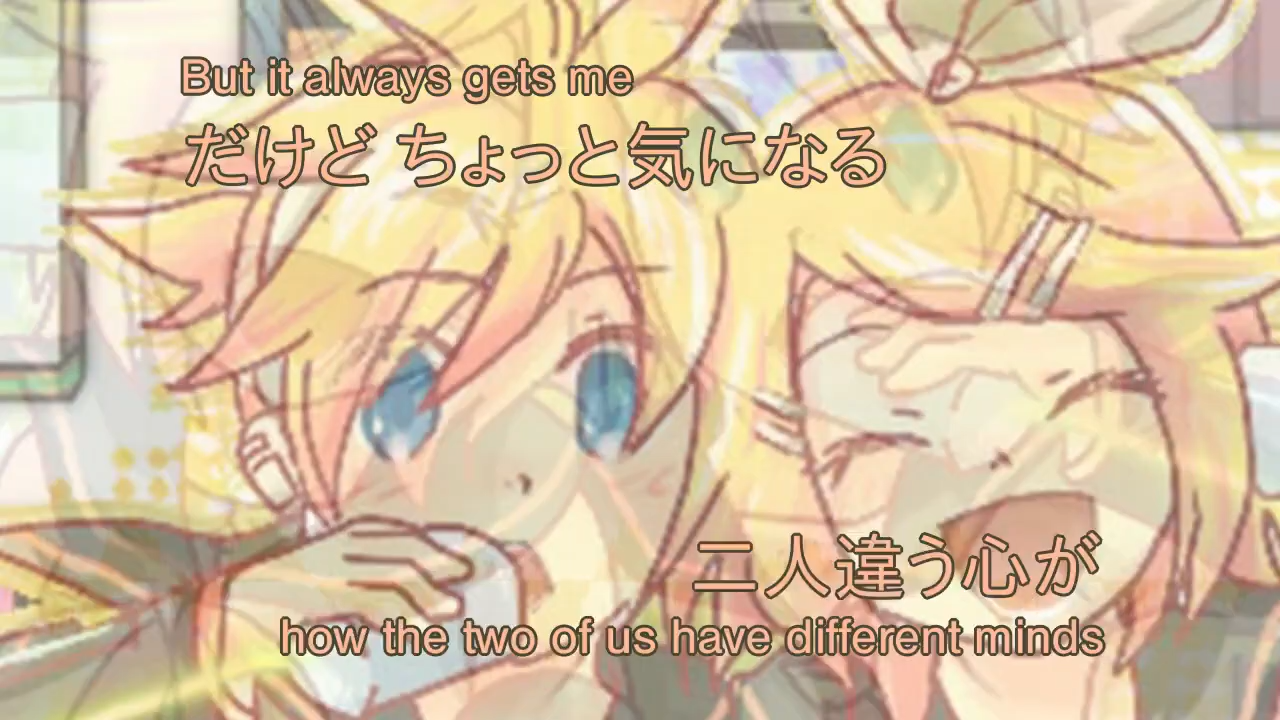 But it always gets me
だけど ちょっと気になる
二人違う心が
how the two of us have different minds